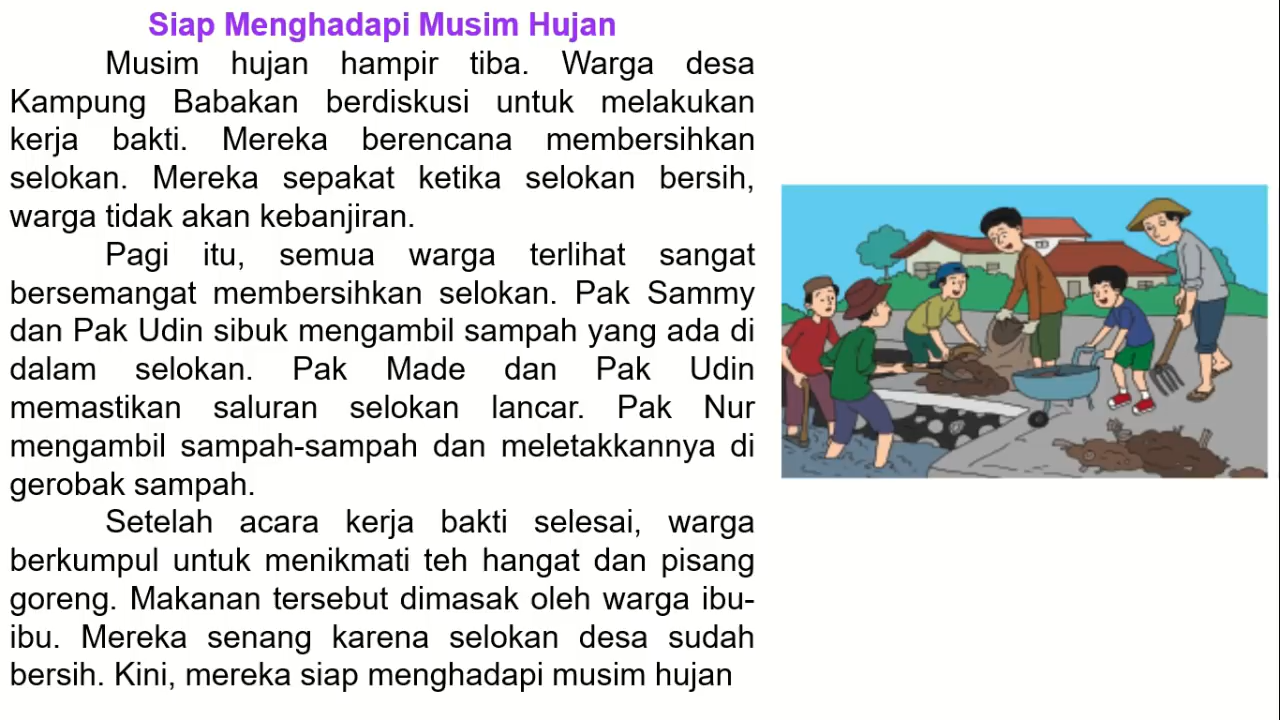 Siap Menghadapi Musim Hujan
Musim hujan hampir tiba. Warga desa
Kampung Babakan berdiskusi untuk melakukan
kerja bakti. Mereka berencana membersihkan
selokan. Mereka sepakat ketika selokan bersih,
warga tidak akan kebanjiran.
Pagi itu, semua warga terlihat sangat
bersemangat membersihkan selokan. Pak Sammy
dan Pak Udin sibuk mengambil sampah yang ada di
dalam selokan. Pak Made dan Pak Udin
memastikan saluran selokan lancar. Pak Nur
mengambil sampah-sampah dan meletakkannya di
gerobak sampah.
Setelah acara kerja bakti selesai, warga
berkumpul untuk menikmati teh hangat dan pisang
goreng. Makanan tersebut dimasak oleh warga ibu-
ibu. Mereka senang karena selokan desa sudah
bersih. Kini, mereka siap menghadapi musim hujan